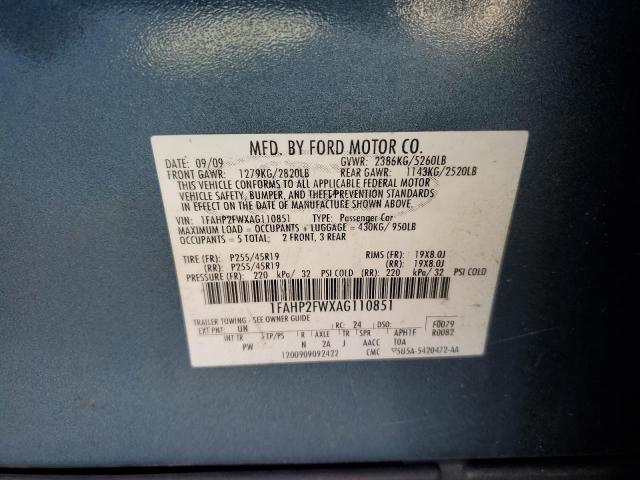 MFD. BY FORD MOTOR CO.
DATE: 09/09 GVWR: 2386KG/5260LB
FRONT GAWR: 1279KG/2820LB REAR GAWR: 1143KG/2520LB
THIS VEHICLE CONFORMS TO ALL APPLICABLE FEDERAL MOTOR
VEHICLE SAFETY, BUMPER, AND THEFT PREVENTION STANDARDS
IN EFFECT ON THE DATE OF MANUFACTURE SHOWN ABOVE.
VIN: 1FAHP2FWXAG110851 TYPE: Passenger Car
MAXIMUM LOAD = OCCUPANTS + LUGGAGE = 430KG/ 950LB
OCCUPANTS = 5 TOTAL; 2 FRONT, 3 REAR
TIRE (FR): P255/45R19 RIMS (FR): 19X8.0J
(RR): P255/45R19 (RR): 19X8.0J
PRESSURE (FR): 220 kPa/ 32 PSI COLD (RR): 220 kPa/ 32 PSI COLD
1FAHP2FWXAG110851
TRAILER TOWING - SEE OWNER GUIDE
EXT PNT: UN RC: 24 DSO: F0079
INT TR TP/PS R AXLE TR SPR APH1F R0082
PW N 2A J AACC 10A
1200909092422 CMC